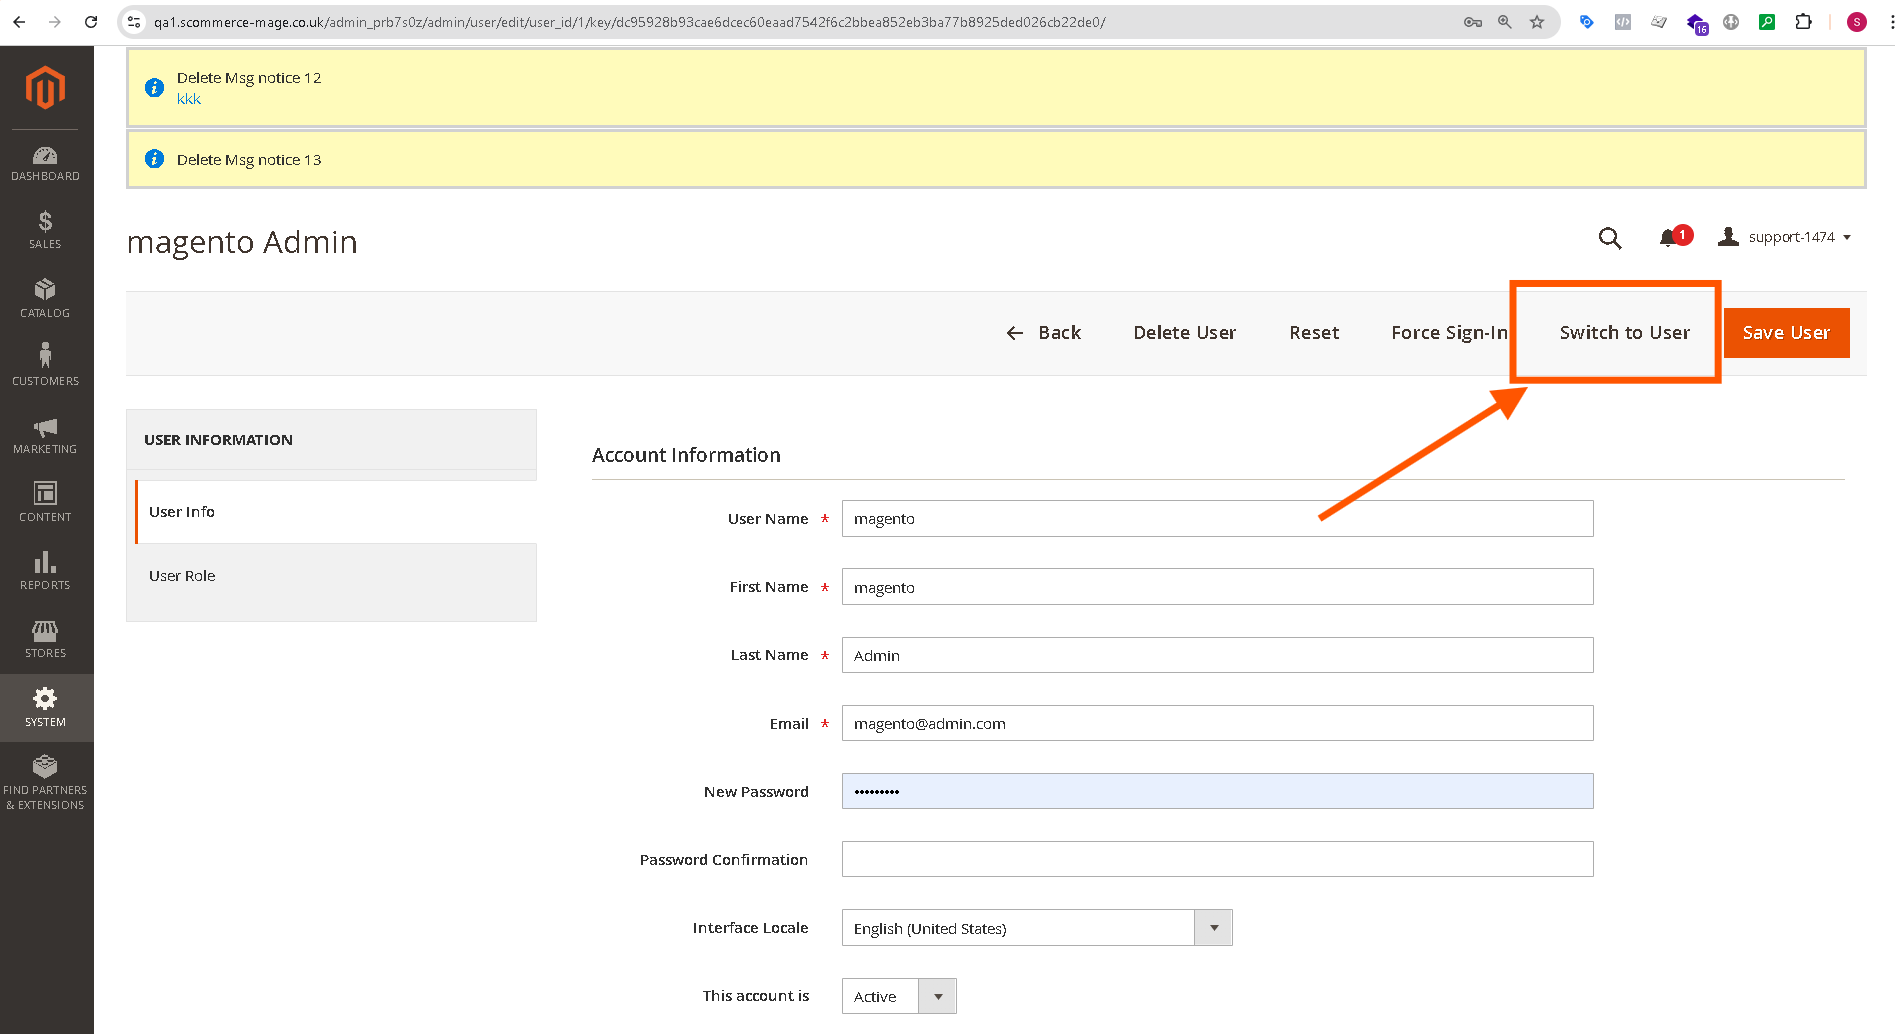 qa1.scommerce-mage.co.uk/admin_prb7s0z/admin/user/edit/user_id/1/key/dc95928b93cae6dcec60eaad7542f6c2bbea852eb3ba77b8925ded026cb22de0/
16
S
Delete Msg notice 12
kkk
Delete Msg notice 13
magento Admin
1
support-1474
Back
Delete User
Reset
Force Sign-In
Switch to User
Save User
DASHBOARD
SALES
CATALOG
CUSTOMERS
MARKETING
CONTENT
REPORTS
STORES
SYSTEM
FIND PARTNERS
& EXTENSIONS
USER INFORMATION
User Info
User Role
Account Information
User Name * magento
First Name * magento
Last Name * Admin
Email * magento@admin.com
New Password •••••••••
Password Confirmation
Interface Locale English (United States)
This account is Active